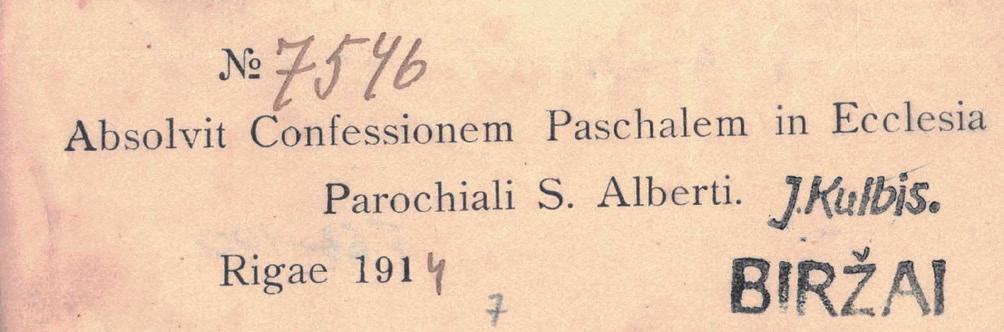 № 7546
Absolvit Confessionem Paschalem in Ecclesia
Parochiali S. Alberti. J.Kulbis.
Rigae 1914
7
BIRŽAI